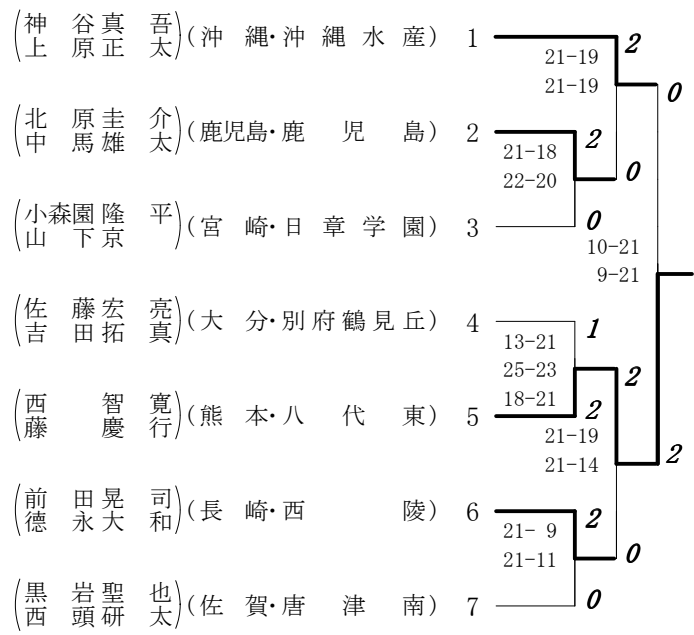 神谷真吾
上原正太 (沖縄・沖縄水産) 1
2
21-19
21-19
0
北原圭介
中馬雄太 (鹿児島・鹿児島) 2
2
21-18
22-20
0
小森園隆平
山下京 (宮崎・日章学園) 3
0
10-21
9-21
佐藤宏亮
吉田拓真 (大分・別府鶴見丘) 4
1
13-21
25-23
18-21
2
西智寛
藤慶行 (熊本・八代東) 5
2
21-19
21-14
2
前田晃司
德永大和 (長崎・西陵) 6
2
21- 9
21-11
0
黒岩聖也
西頭研太 (佐賀・唐津南) 7
0